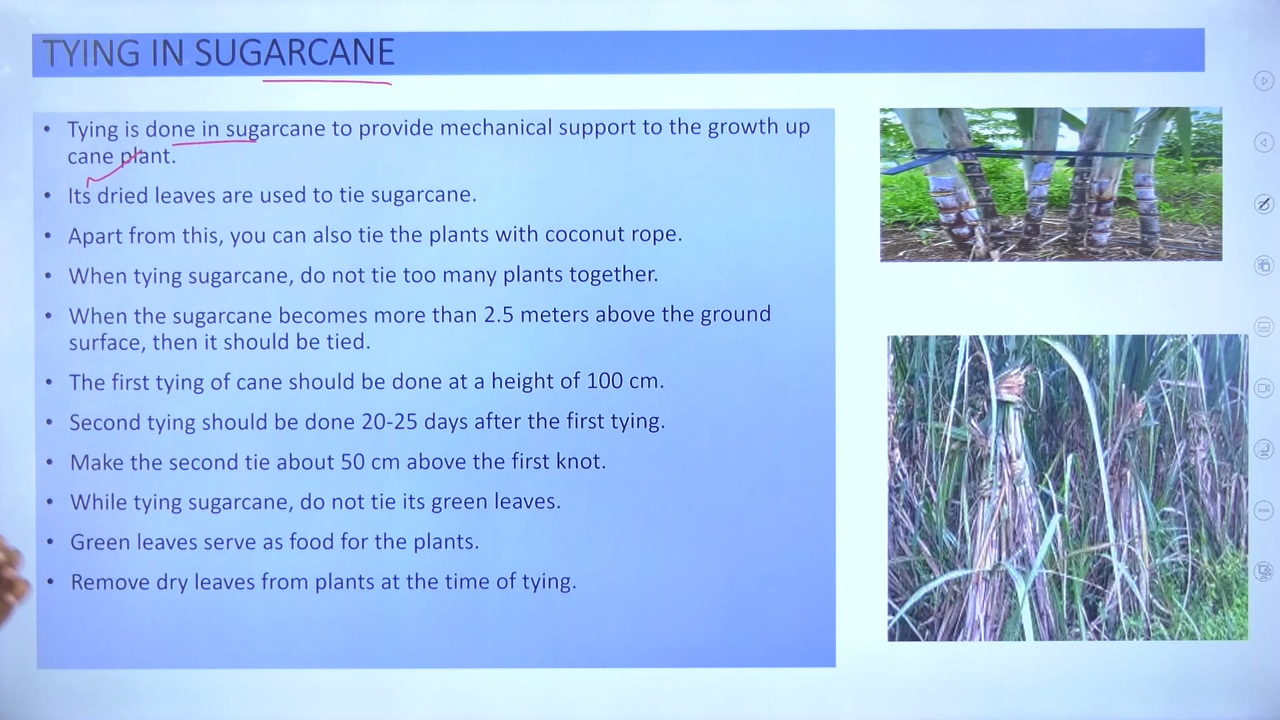 TYING IN SUGARCANE
• Tying is done in sugarcane to provide mechanical support to the growth up
cane plant.
• Its dried leaves are used to tie sugarcane.
• Apart from this, you can also tie the plants with coconut rope.
• When tying sugarcane, do not tie too many plants together.
• When the sugarcane becomes more than 2.5 meters above the ground
surface, then it should be tied.
• The first tying of cane should be done at a height of 100 cm.
• Second tying should be done 20-25 days after the first tying.
• Make the second tie about 50 cm above the first knot.
• While tying sugarcane, do not tie its green leaves.
• Green leaves serve as food for the plants.
• Remove dry leaves from plants at the time of tying.